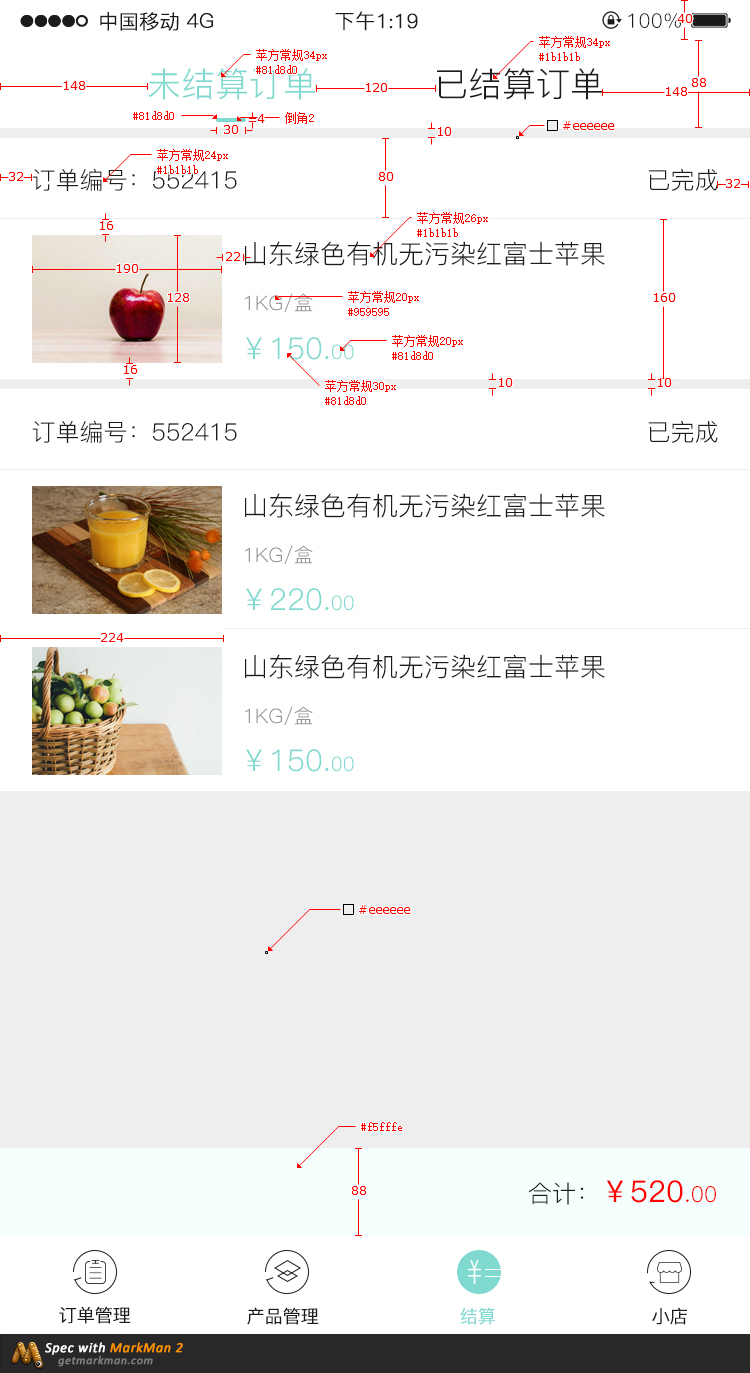 中国移动 4G 下午1:19 100%
40
苹方常规34px
#81d8d0
苹方常规34px
#1b1b1b
148 未结算订单 120 已结算订单 148 88
#81d8d0 30 4 倒角2
10 #eeeeee
苹方常规24px
#1b1b1b
32 订单编号：552415 80 已完成 32
16
苹方常规26px
#1b1b1b
22 山东绿色有机无污染红富士苹果
190 128 160
1KG/盒
苹方常规20px
#959595
¥150.00
苹方常规20px
#81d8d0
16
苹方常规30px
#81d8d0
10 10
订单编号：552415 已完成
山东绿色有机无污染红富士苹果
1KG/盒
¥220.00
224
山东绿色有机无污染红富士苹果
1KG/盒
¥150.00
#eeeeee
#f5fffe
88
合计：¥520.00
订单管理 产品管理 结算 小店
Spec with MarkMan 2
getmarkman.com